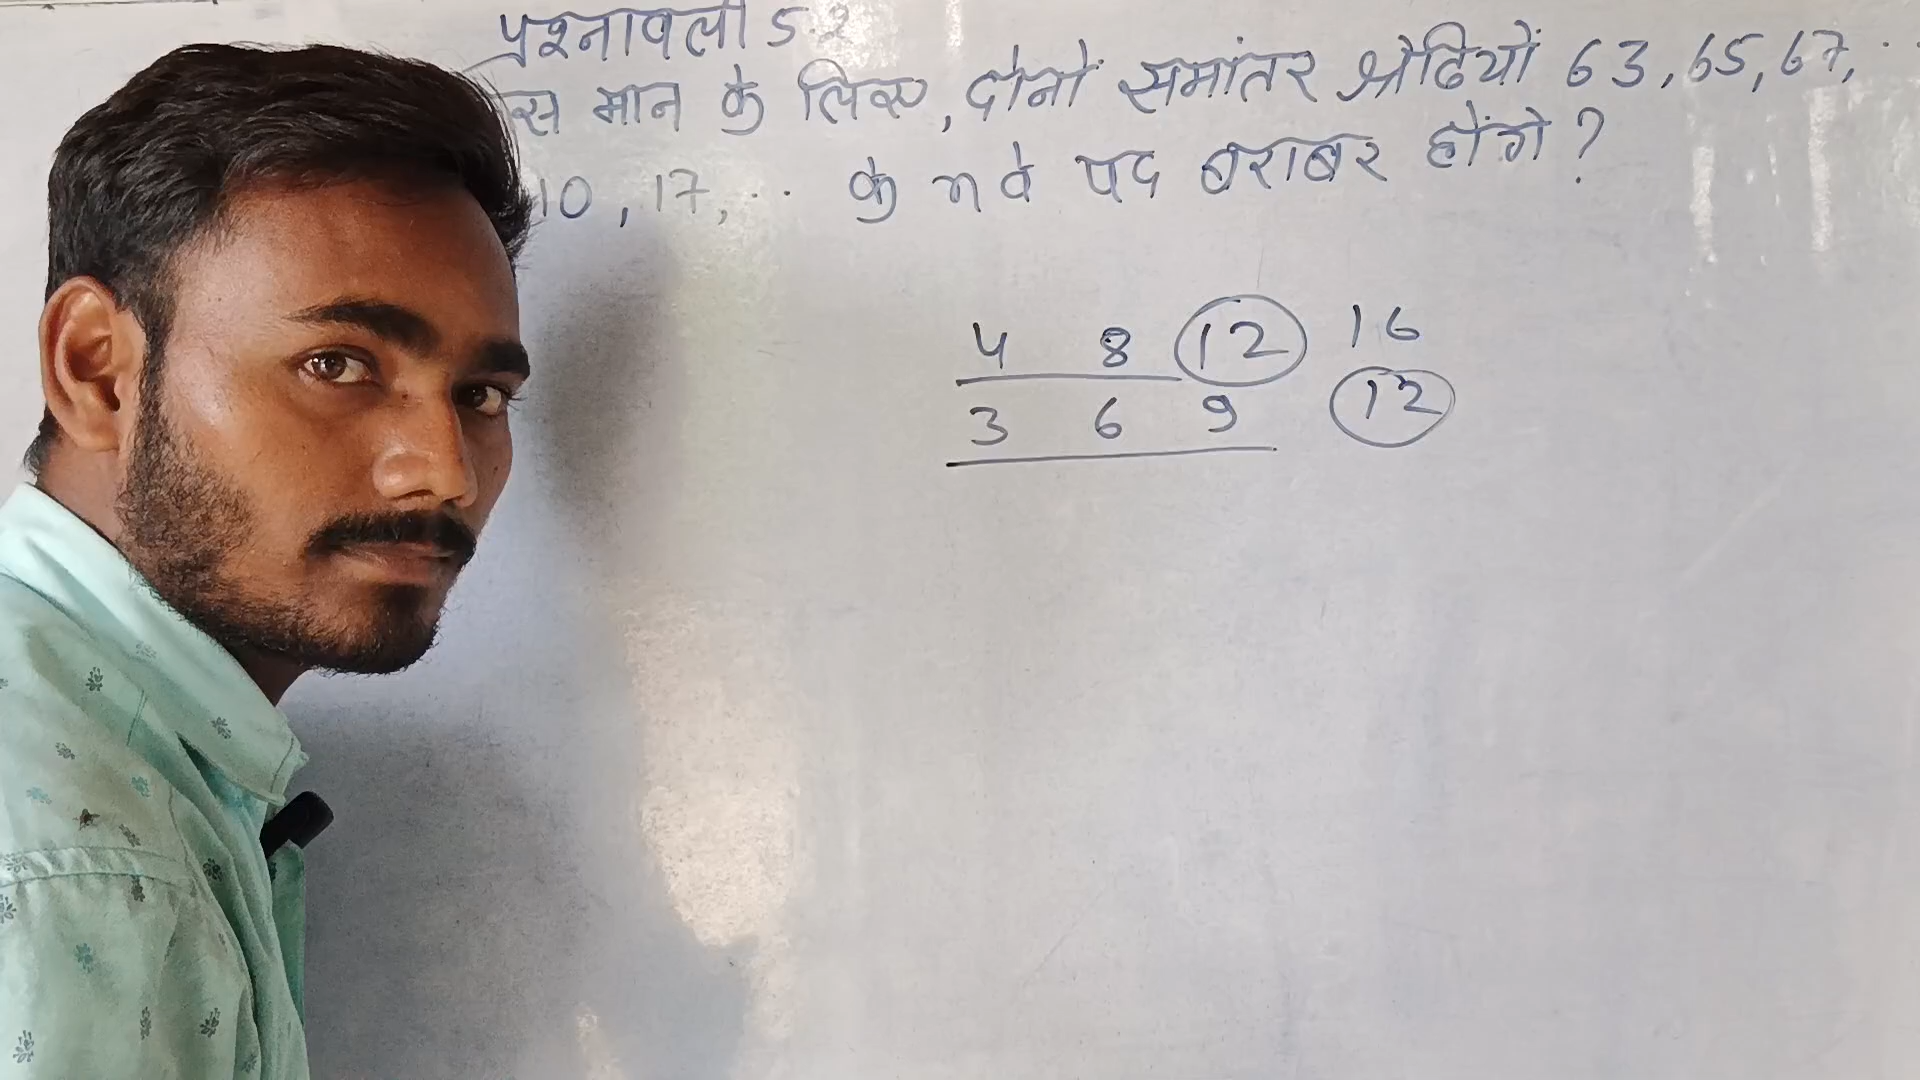 प्रश्नावली 5.2
स मान के लिए, दोनों समांतर श्रेढियों 63, 65, 67, ..
10, 17, ... के n वे पद बराबर होंगे ?
4 8 12 16
3 6 9 12